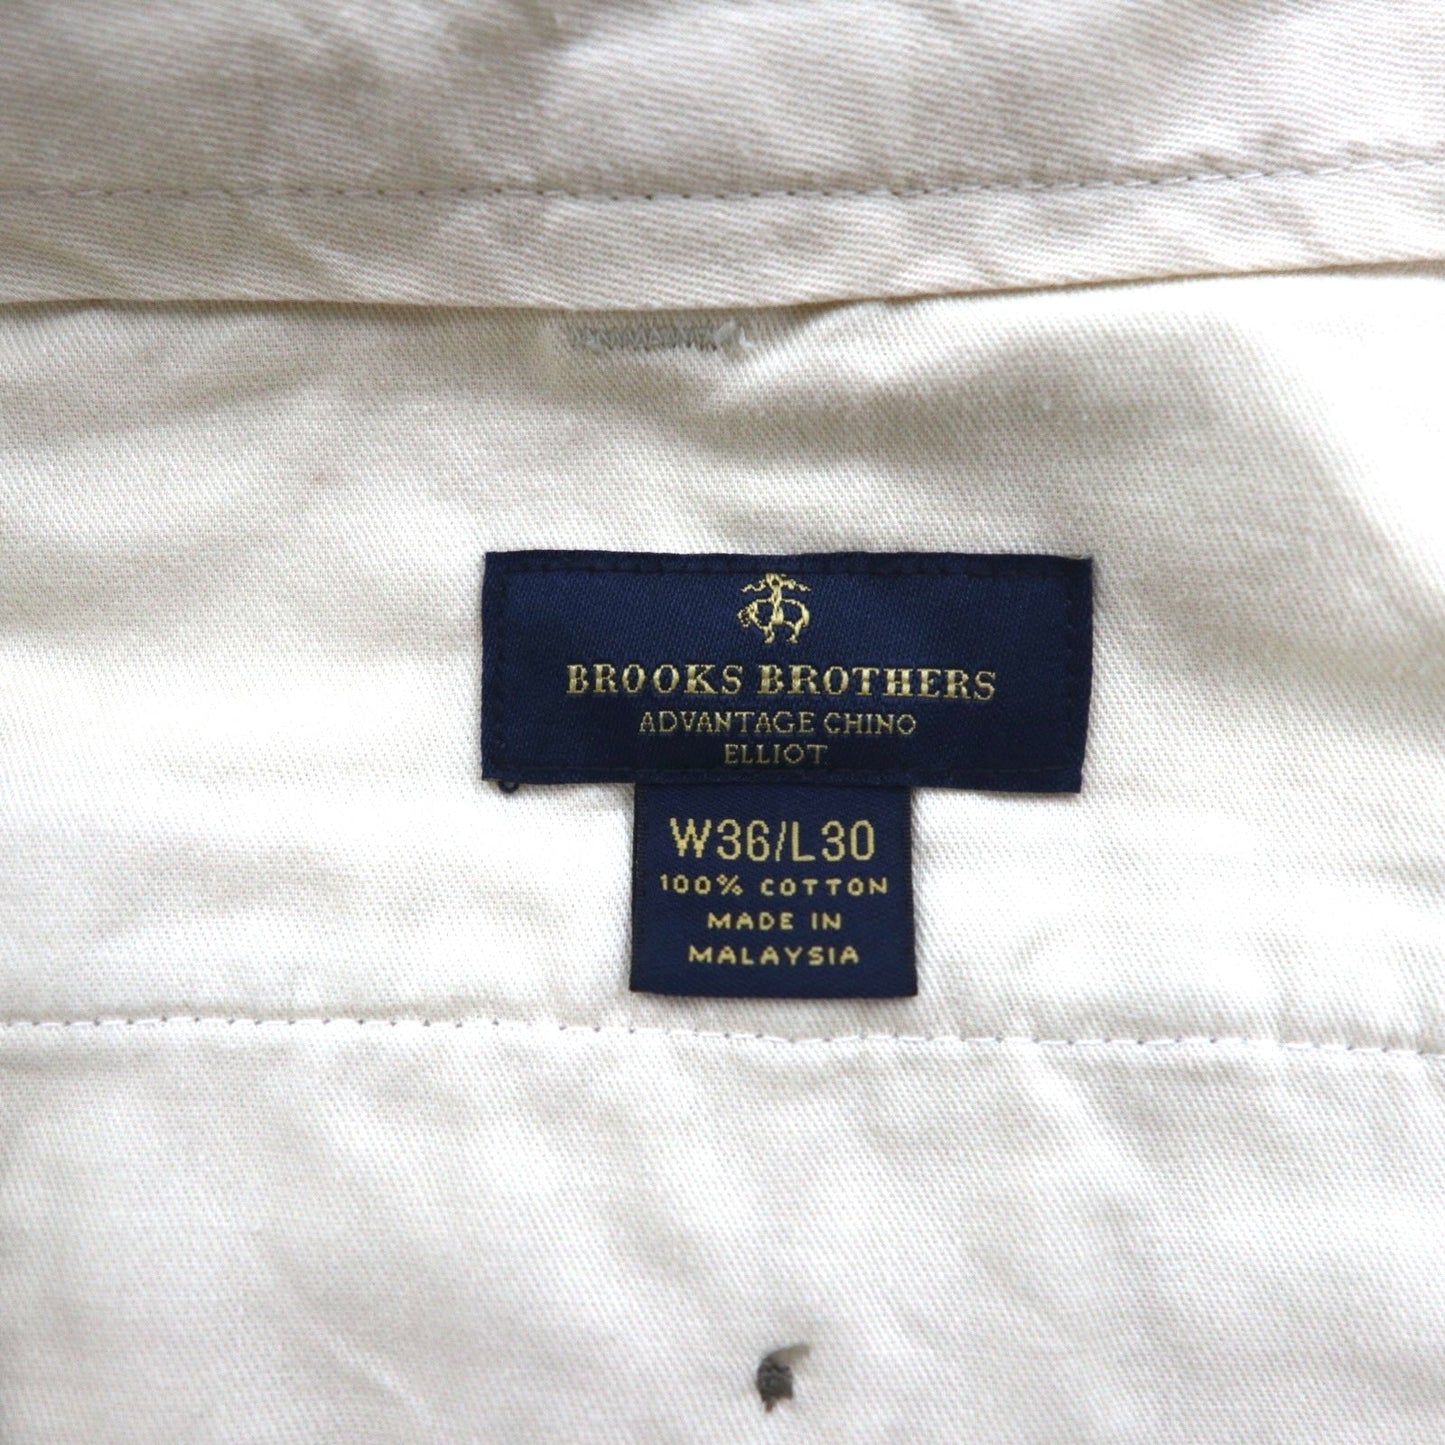 BROOKS BROTHERS
ADVANTAGE CHINO
ELLIOT
W36/L30
100% COTTON
MADE IN
MALAYSIA